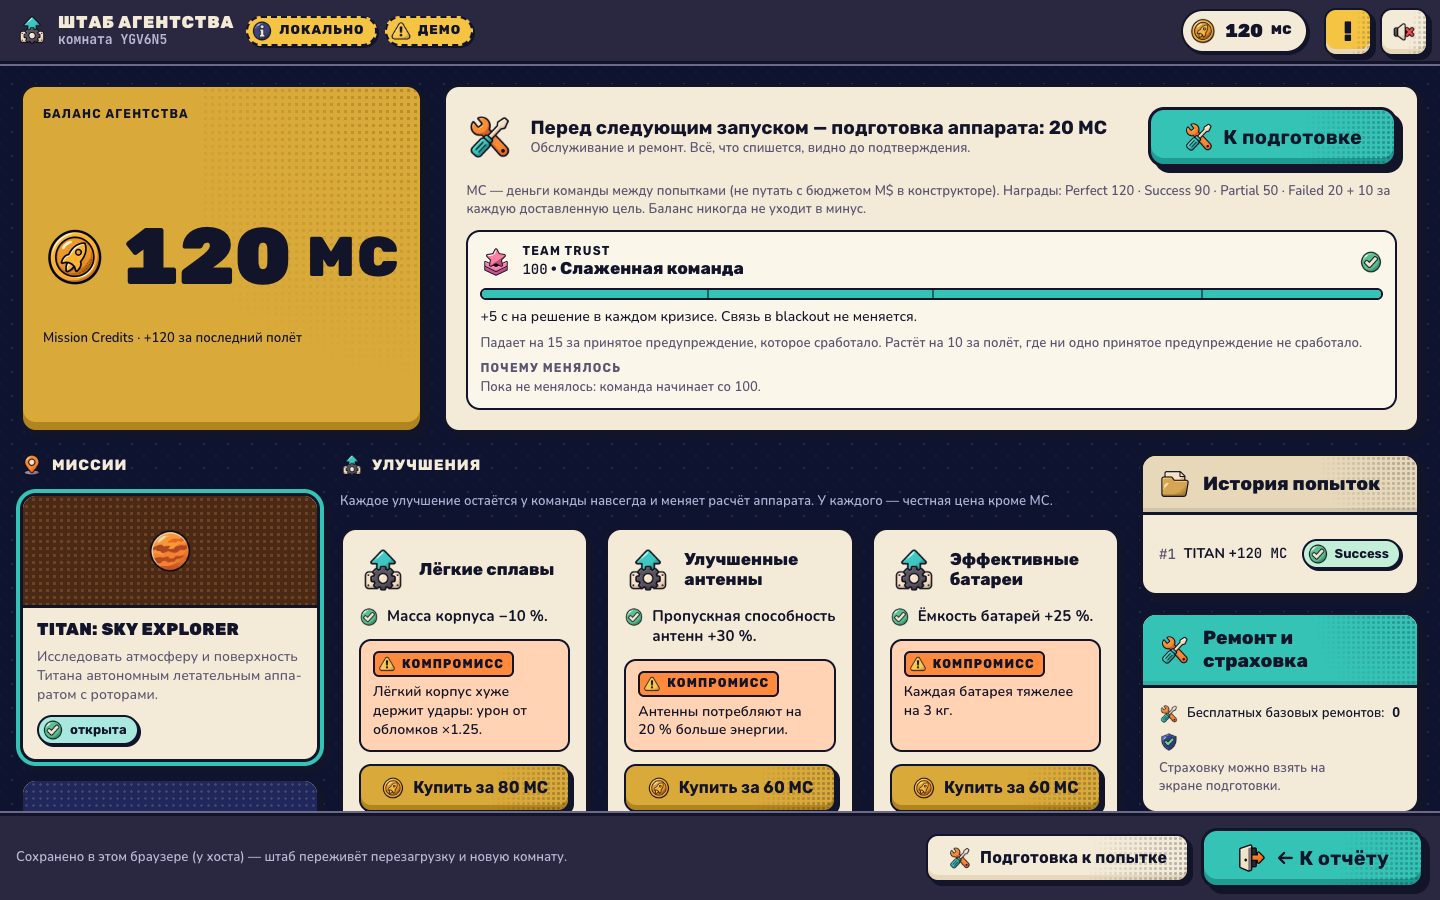 ШТАБ АГЕНТСТВА
комната YGV6N5
ЛОКАЛЬНО
ДЕМО
120 МС
!
БАЛАНС АГЕНТСТВА
120 МС
Mission Credits · +120 за последний полёт
Перед следующим запуском — подготовка аппарата: 20 МС
Обслуживание и ремонт. Всё, что спишется, видно до подтверждения.
К подготовке
МС — деньги команды между попытками (не путать с бюджетом М$ в конструкторе). Награды: Perfect 120 · Success 90 · Partial 50 · Failed 20 + 10 за
каждую доставленную цель. Баланс никогда не уходит в минус.
TEAM TRUST
100 • Слаженная команда
+5 с на решение в каждом кризисе. Связь в blackout не меняется.
Падает на 15 за принятое предупреждение, которое сработало. Растёт на 10 за полёт, где ни одно принятое предупреждение не сработало.
ПОЧЕМУ МЕНЯЛОСЬ
Пока не менялось: команда начинает со 100.
МИССИИ
TITAN: SKY EXPLORER
Исследовать атмосферу и поверхность
Титана автономным летательным аппа-
ратом с роторами.
открыта
УЛУЧШЕНИЯ
Каждое улучшение остаётся у команды навсегда и меняет расчёт аппарата. У каждого — честная цена кроме МС.
Лёгкие сплавы
Масса корпуса −10 %.
КОМПРОМИСС
Лёгкий корпус хуже
держит удары: урон от
обломков ×1.25.
Купить за 80 МС
Улучшенные
антенны
Пропускная способность
антенн +30 %.
КОМПРОМИСС
Антенны потребляют на
20 % больше энергии.
Купить за 60 МС
Эффективные
батареи
Ёмкость батарей +25 %.
КОМПРОМИСС
Каждая батарея тяжелее
на 3 кг.
Купить за 60 МС
История попыток
#1 TITAN +120 МС
Success
Ремонт и
страховка
Бесплатных базовых ремонтов: 0
Страховку можно взять на
экране подготовки.
Сохранено в этом браузере (у хоста) — штаб переживёт перезагрузку и новую комнату.
Подготовка к попытке
← К отчёту